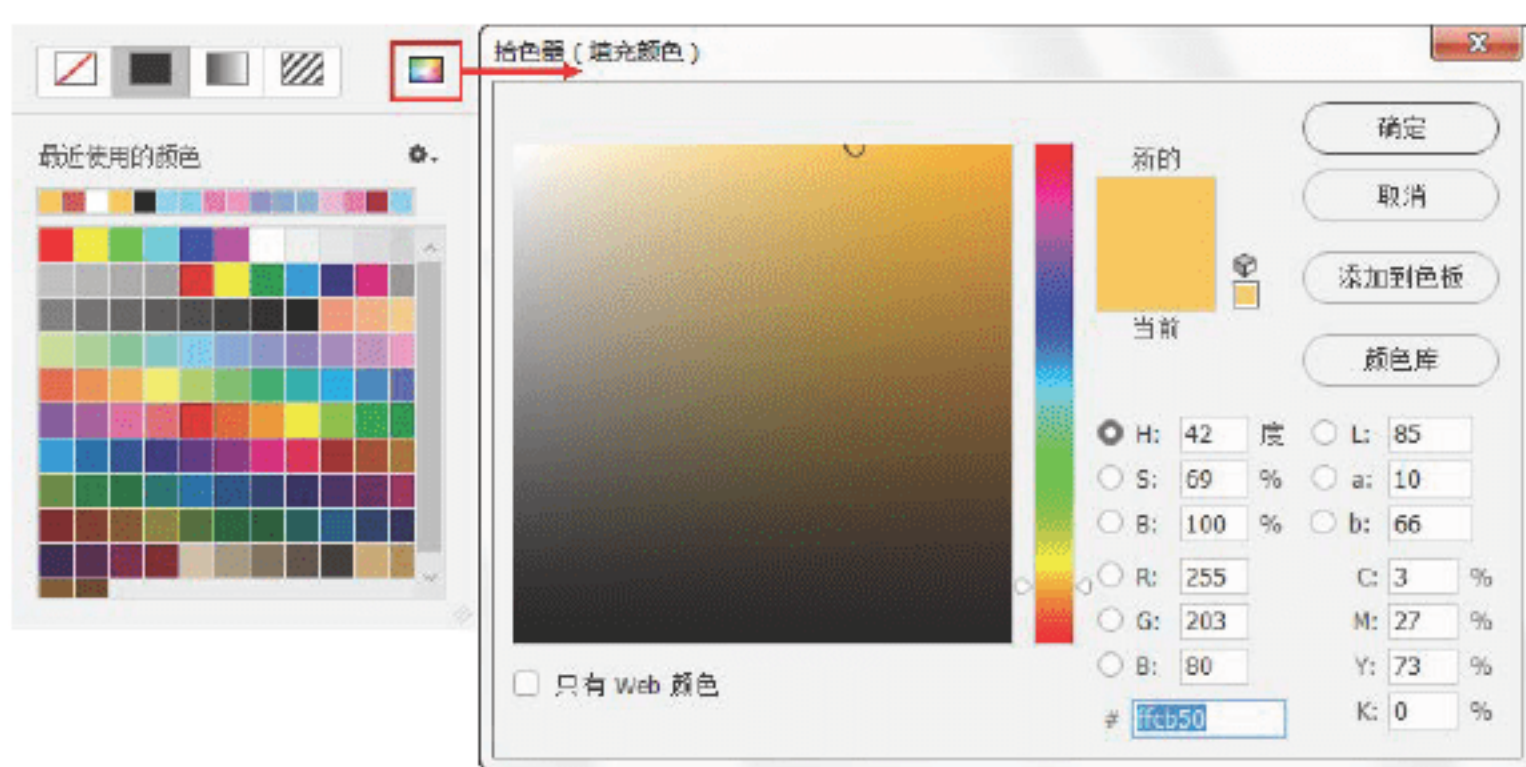 最近使用的颜色
拾色器 ( 填充颜色 )
新的
当前
确定
取消
添加到色板
颜色库
H: 42 度 L: 85
S: 69 % a: 10
B: 100 % b: 66
R: 255 C: 3 %
G: 203 M: 27 %
B: 80 Y: 73 %
# ffcb50 K: 0 %
只有 Web 颜色